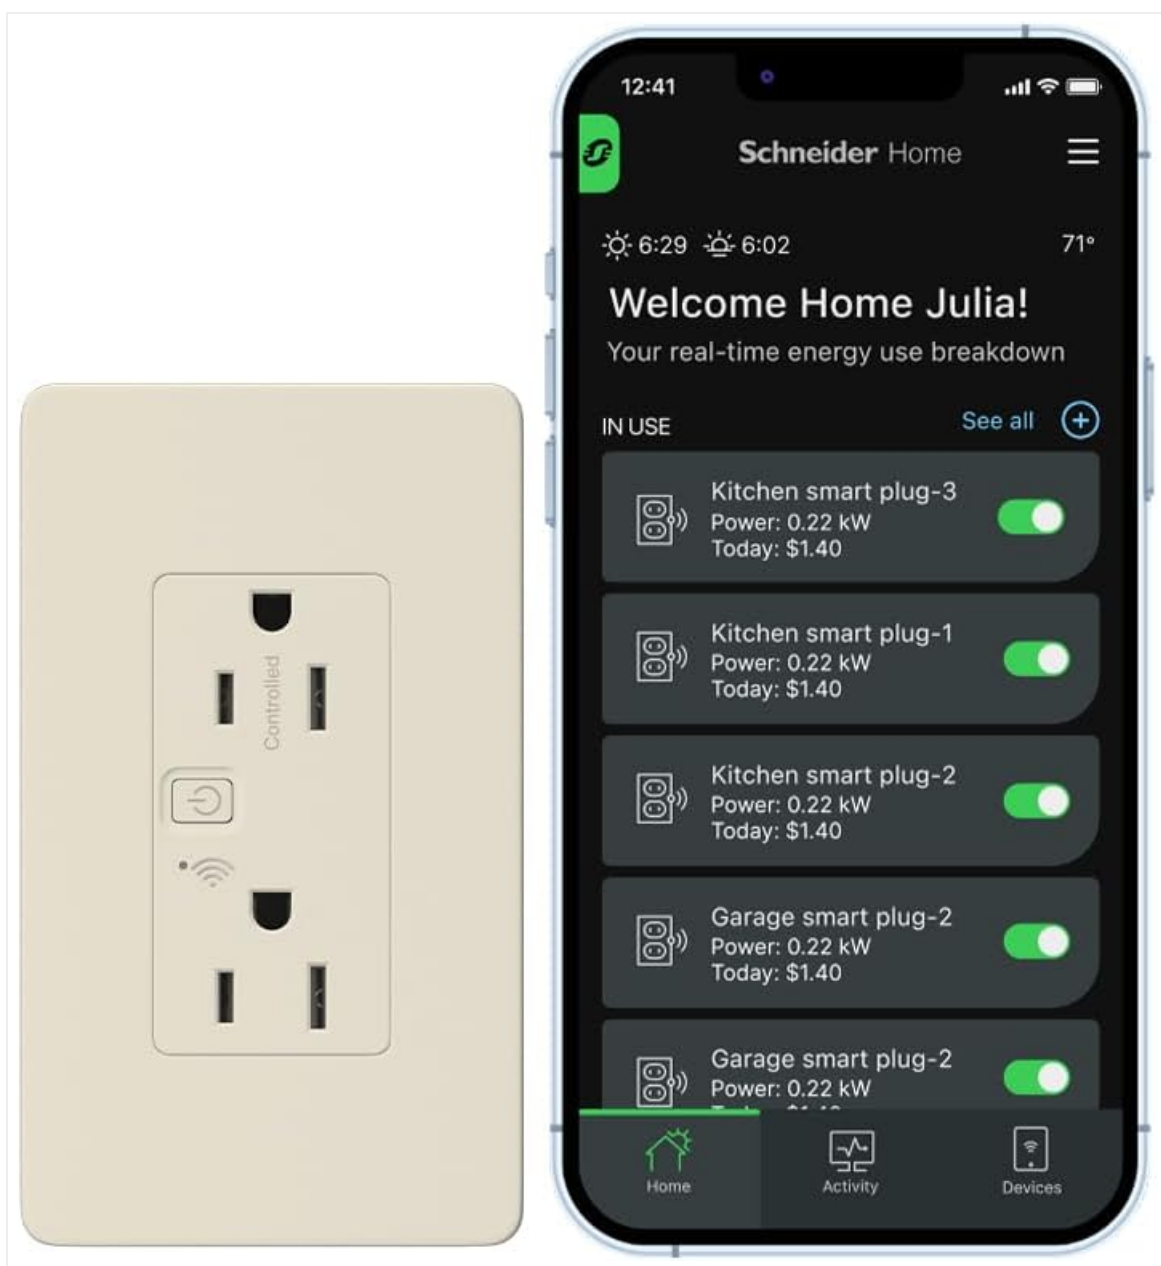 Controlled
12:41
Schneider Home
6:29 6:02 71°
Welcome Home Julia!
Your real-time energy use breakdown
IN USE See all
Kitchen smart plug-3
Power: 0.22 kW
Today: $1.40
Kitchen smart plug-1
Power: 0.22 kW
Today: $1.40
Kitchen smart plug-2
Power: 0.22 kW
Today: $1.40
Garage smart plug-2
Power: 0.22 kW
Today: $1.40
Garage smart plug-2
Power: 0.22 kW
Home Activity Devices